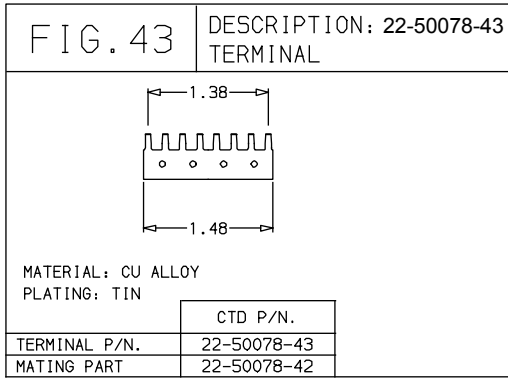 FIG.43
DESCRIPTION: 22-50078-43
TERMINAL
1.38
1.48
MATERIAL: CU ALLOY
PLATING: TIN
CTD P/N.
TERMINAL P/N. 22-50078-43
MATING PART 22-50078-42